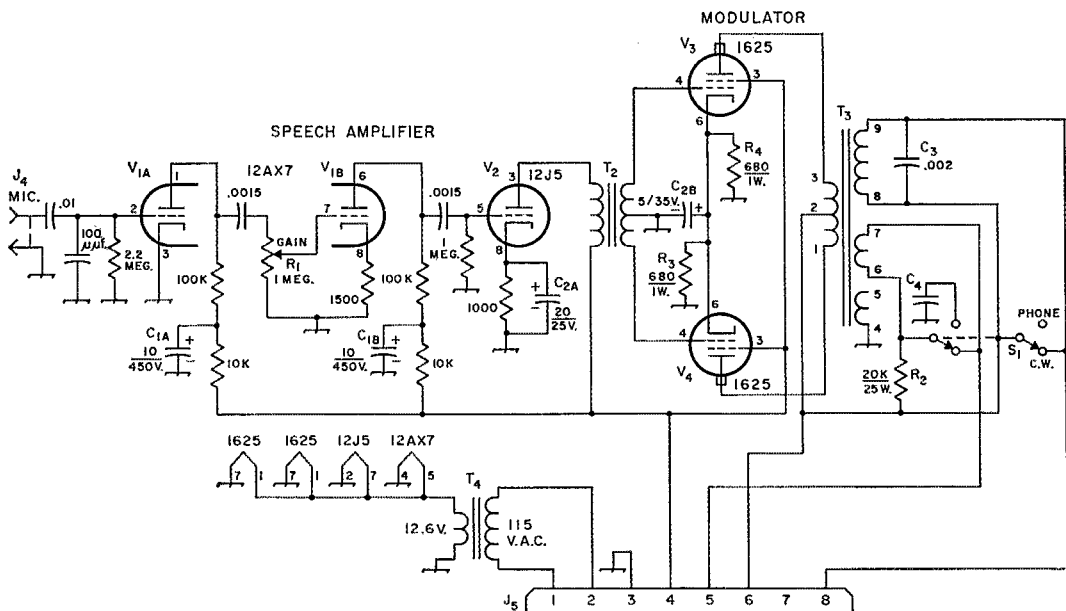 MODULATOR
SPEECH AMPLIFIER
J4
MIC.
.01
100
μμf.
2.2
MEG.
V1A
1
2
3
12AX7
.0015
100K
C1A
10
450V.
+
-
10K
GAIN
R1
1 MEG.
V1B
6
7
8
1500
100K
C1B
10
450V.
+
-
10K
.0015
1
MEG.
V2
12J5
3
5
8
1000
C2A
+
-
20
25V.
T2
V3
1625
4
3
6
R4
680
1W.
C2B
5/35V.
+
-
R3
680
1W.
6
4
3
V4
1625
T3
3
2
1
9
8
7
6
5
4
C3
.002
C4
R2
20K
25W.
PHONE
S1
C.W.
1625
1625
12J5
12AX7
7
1
7
1
2
7
4
5
T4
12.6V.
115
V.A.C.
J5
1
2
3
4
5
6
7
8